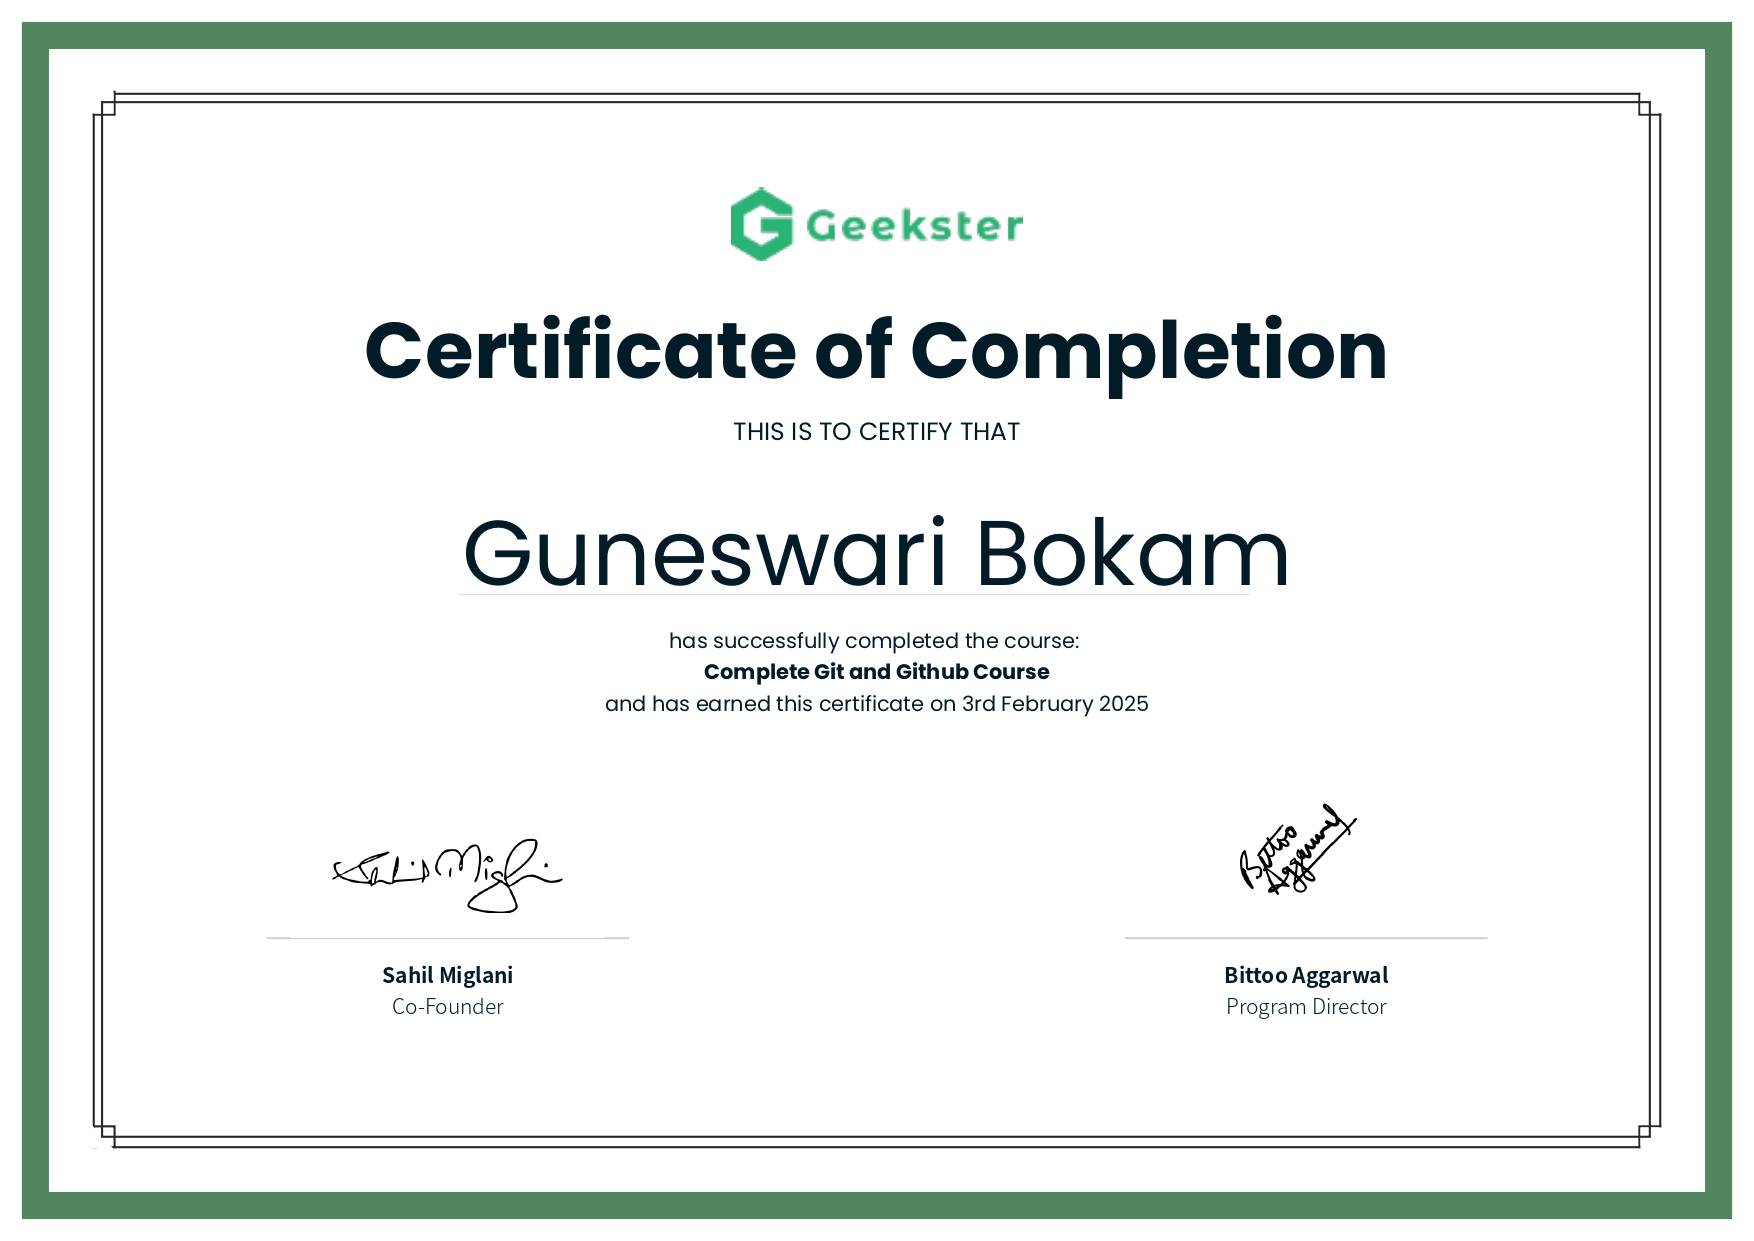 Geekster
Certificate of Completion
THIS IS TO CERTIFY THAT
Guneswari Bokam
has successfully completed the course:
Complete Git and Github Course
and has earned this certificate on 3rd February 2025
Sahil Miglani
Bittoo
Aggarwal
Sahil Miglani
Co-Founder
Bittoo Aggarwal
Program Director